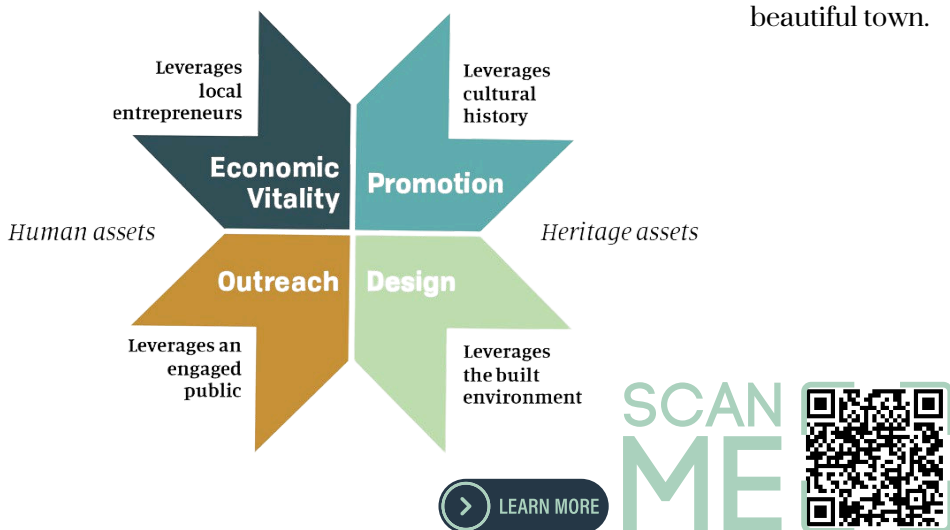 beautiful town.
Leverages
local
entrepreneurs
Leverages
cultural
history
Economic
Vitality
Promotion
Human assets
Heritage assets
Outreach
Design
Leverages an
engaged
public
Leverages
the built
environment
SCAN
ME
LEARN MORE